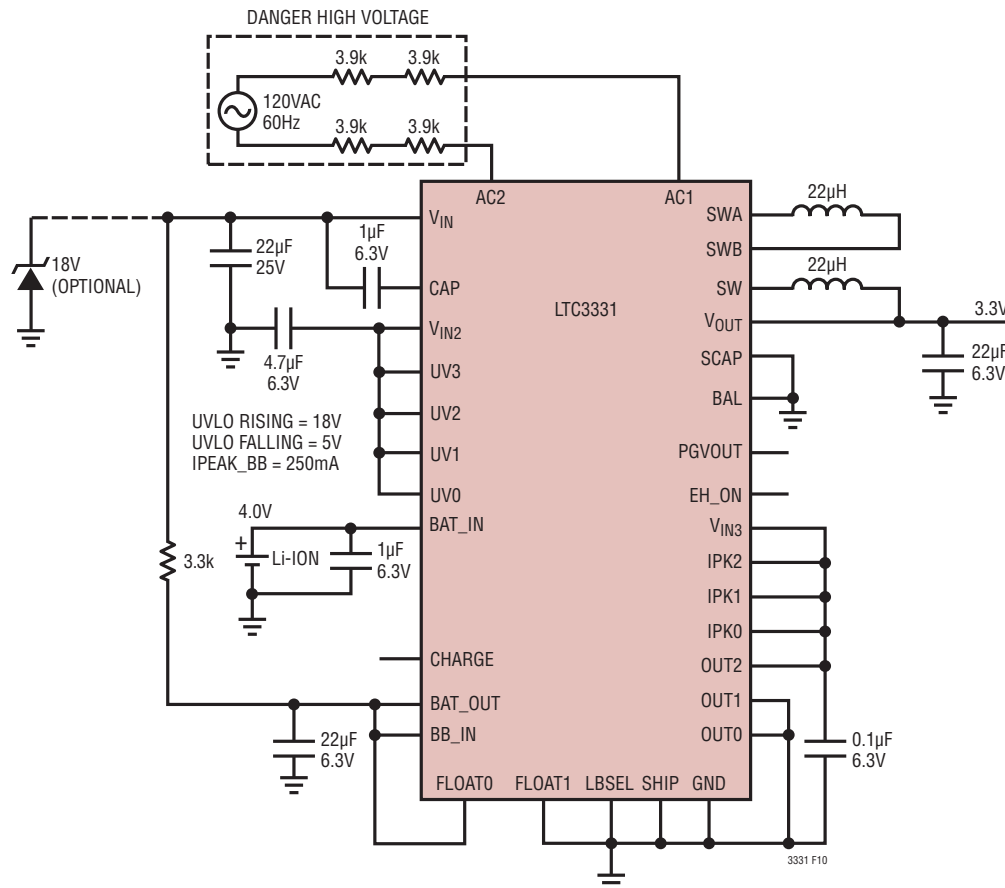 DANGER HIGH VOLTAGE
3.9k
3.9k
120VAC
60Hz
3.9k
3.9k
AC2
AC1
VIN
SWA
22µH
SWB
22µF
25V
1µF
6.3V
18V
(OPTIONAL)
CAP
SW
22µH
LTC3331
VIN2
VOUT
3.3V
4.7µF
6.3V
SCAP
22µF
6.3V
UV3
BAL
UV2
UVLO RISING = 18V
UVLO FALLING = 5V
IPEAK_BB = 250mA
UV1
PGVOUT
UV0
EH_ON
4.0V
BAT_IN
VIN3
+
Li-ION
1µF
6.3V
3.3k
IPK2
IPK1
IPK0
CHARGE
OUT2
BAT_OUT
OUT1
BB_IN
OUT0
22µF
6.3V
0.1µF
6.3V
FLOAT0
FLOAT1
LBSEL
SHIP
GND
3331 F10